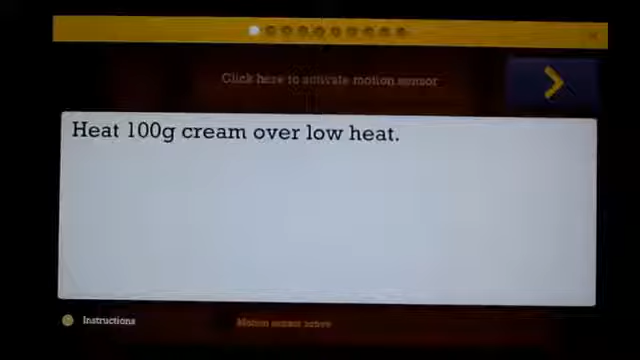 Click here to activate motion sensor
Heat 100g cream over low heat.
Instructions
Motion sensor active